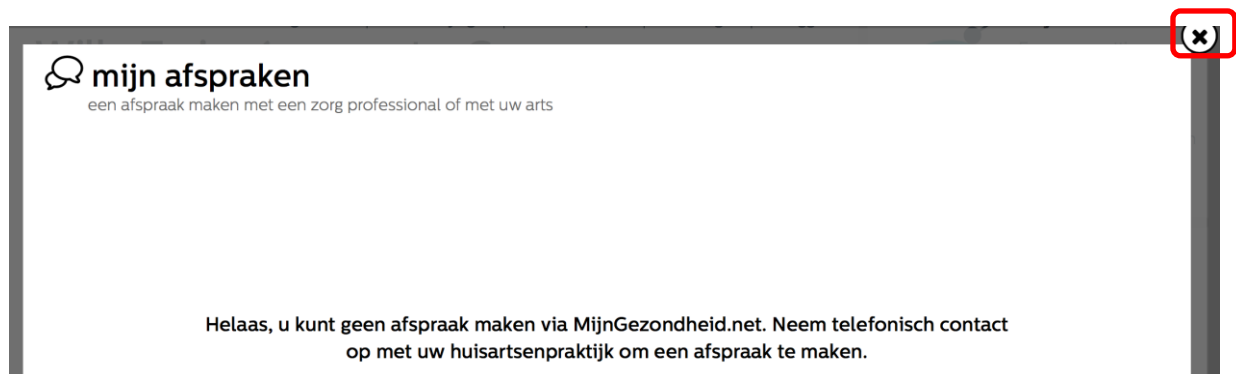 mijn afspraken
een afspraak maken met een zorg professional of met uw arts
Helaas, u kunt geen afspraak maken via MijnGezondheid.net. Neem telefonisch contact
op met uw huisartsenpraktijk om een afspraak te maken.